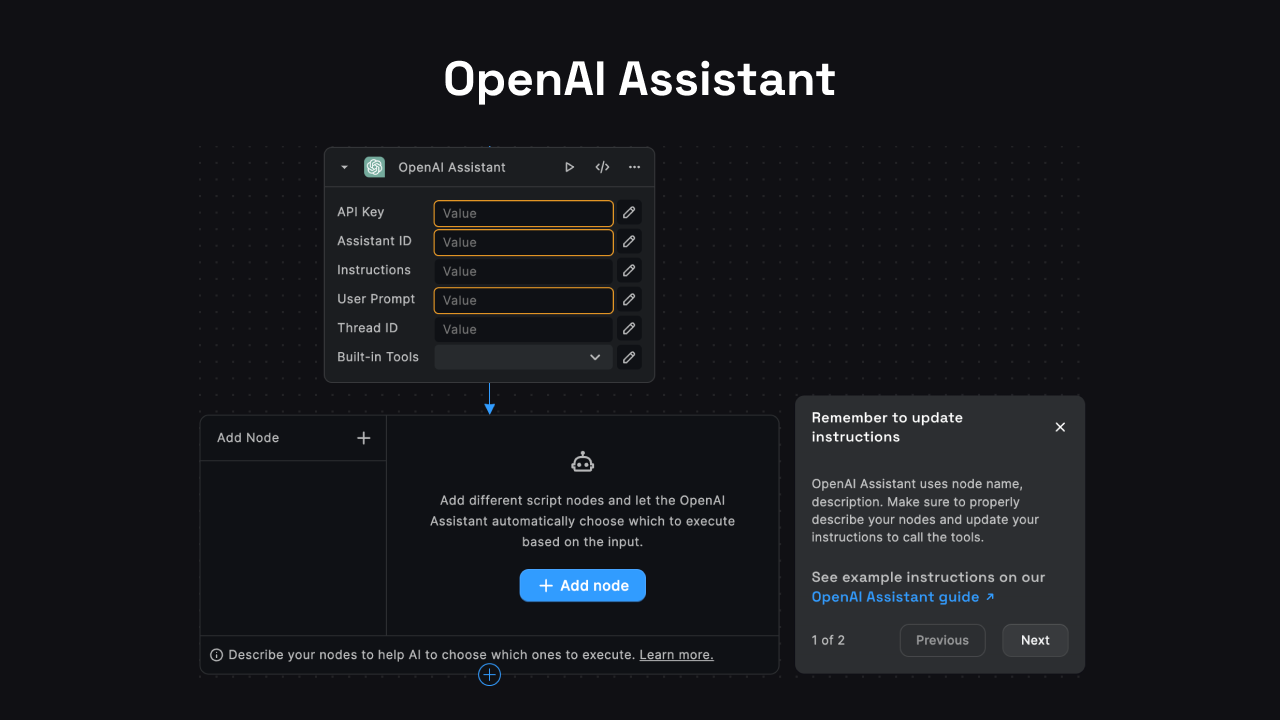 OpenAI Assistant
OpenAI Assistant
API Key Value
Assistant ID Value
Instructions Value
User Prompt Value
Thread ID Value
Built-in Tools
Add Node
Add different script nodes and let the OpenAI
Assistant automatically choose which to execute
based on the input.
Add node
Describe your nodes to help AI to choose which ones to execute. Learn more.
Remember to update
instructions
OpenAI Assistant uses node name,
description. Make sure to properly
describe your nodes and update your
instructions to call the tools.
See example instructions on our
OpenAI Assistant guide
1 of 2 Previous Next